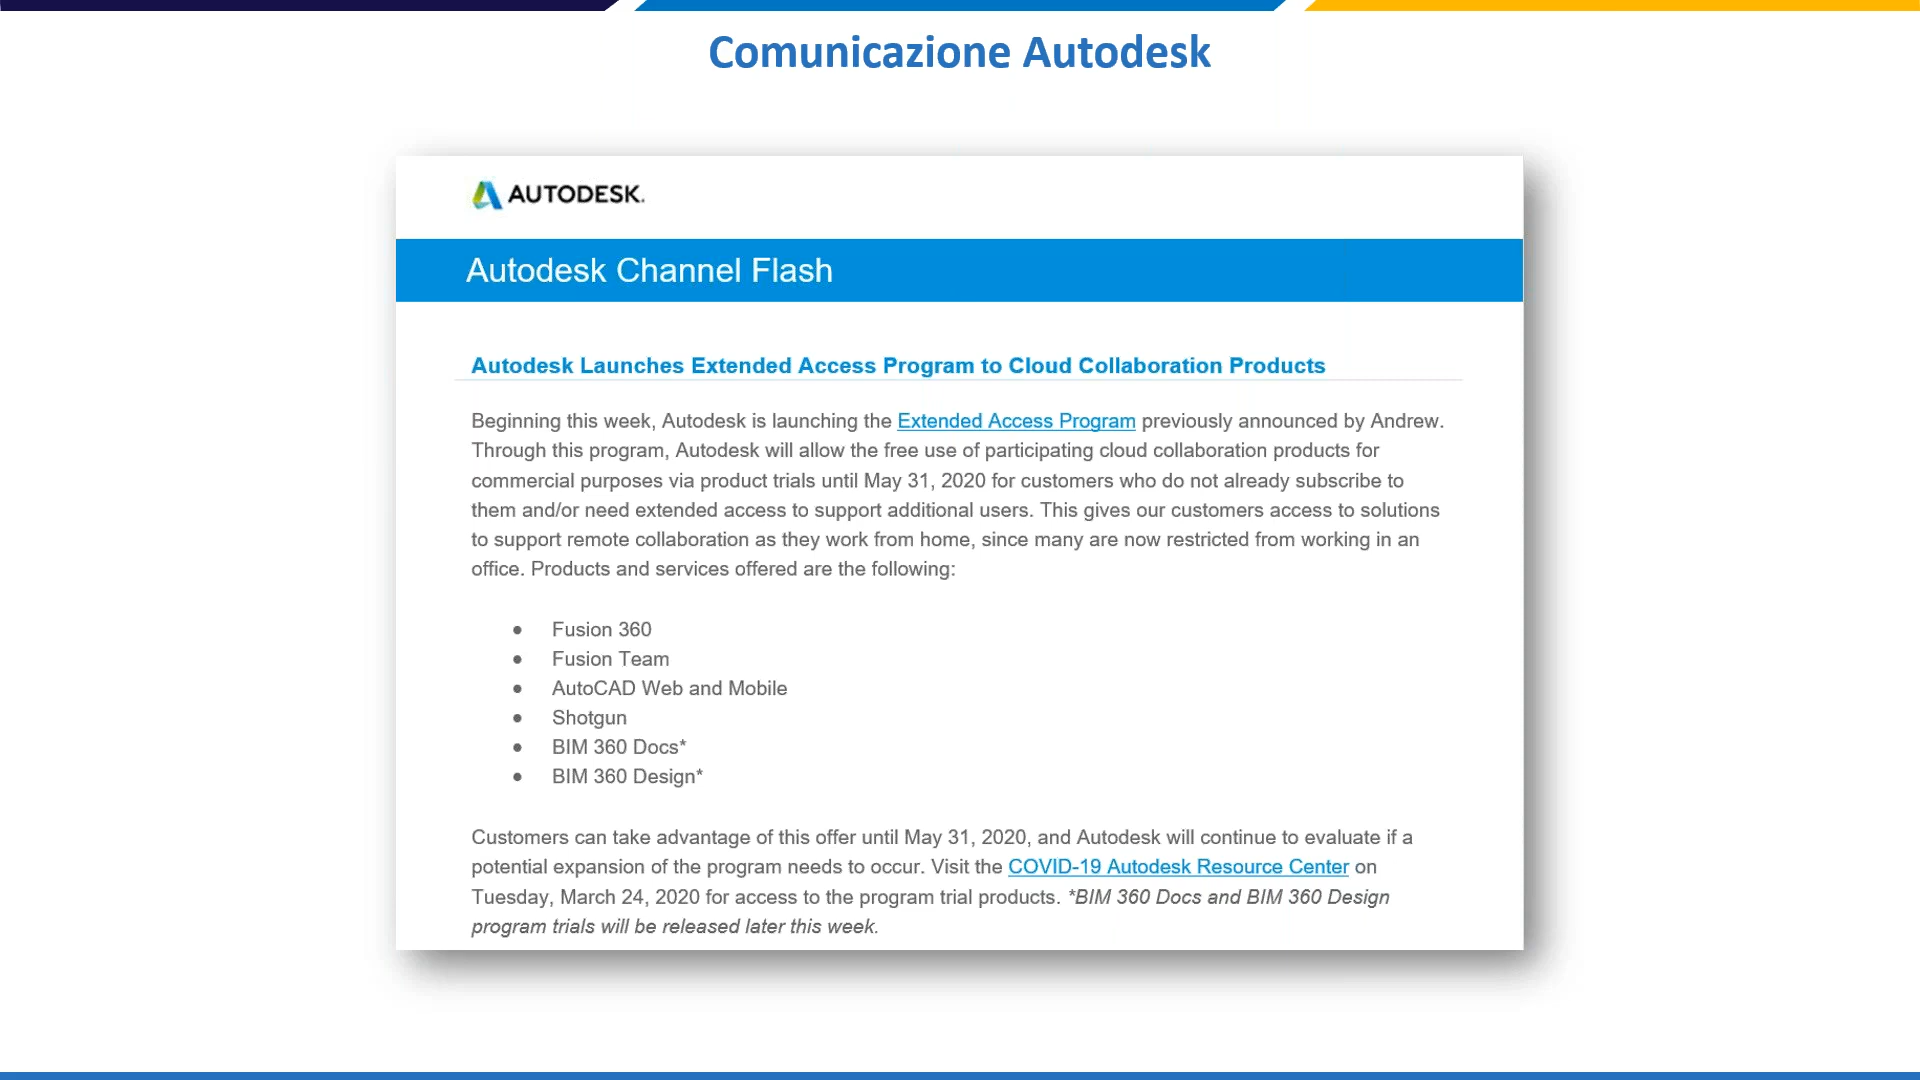 Comunicazione Autodesk
AUTODESK.
Autodesk Channel Flash
Autodesk Launches Extended Access Program to Cloud Collaboration Products
Beginning this week, Autodesk is launching the Extended Access Program previously announced by Andrew.
Through this program, Autodesk will allow the free use of participating cloud collaboration products for
commercial purposes via product trials until May 31, 2020 for customers who do not already subscribe to
them and/or need extended access to support additional users. This gives our customers access to solutions
to support remote collaboration as they work from home, since many are now restricted from working in an
office. Products and services offered are the following:
● Fusion 360
● Fusion Team
● AutoCAD Web and Mobile
● Shotgun
● BIM 360 Docs*
● BIM 360 Design*
Customers can take advantage of this offer until May 31, 2020, and Autodesk will continue to evaluate if a
potential expansion of the program needs to occur. Visit the COVID-19 Autodesk Resource Center on
Tuesday, March 24, 2020 for access to the program trial products. *BIM 360 Docs and BIM 360 Design
program trials will be released later this week.